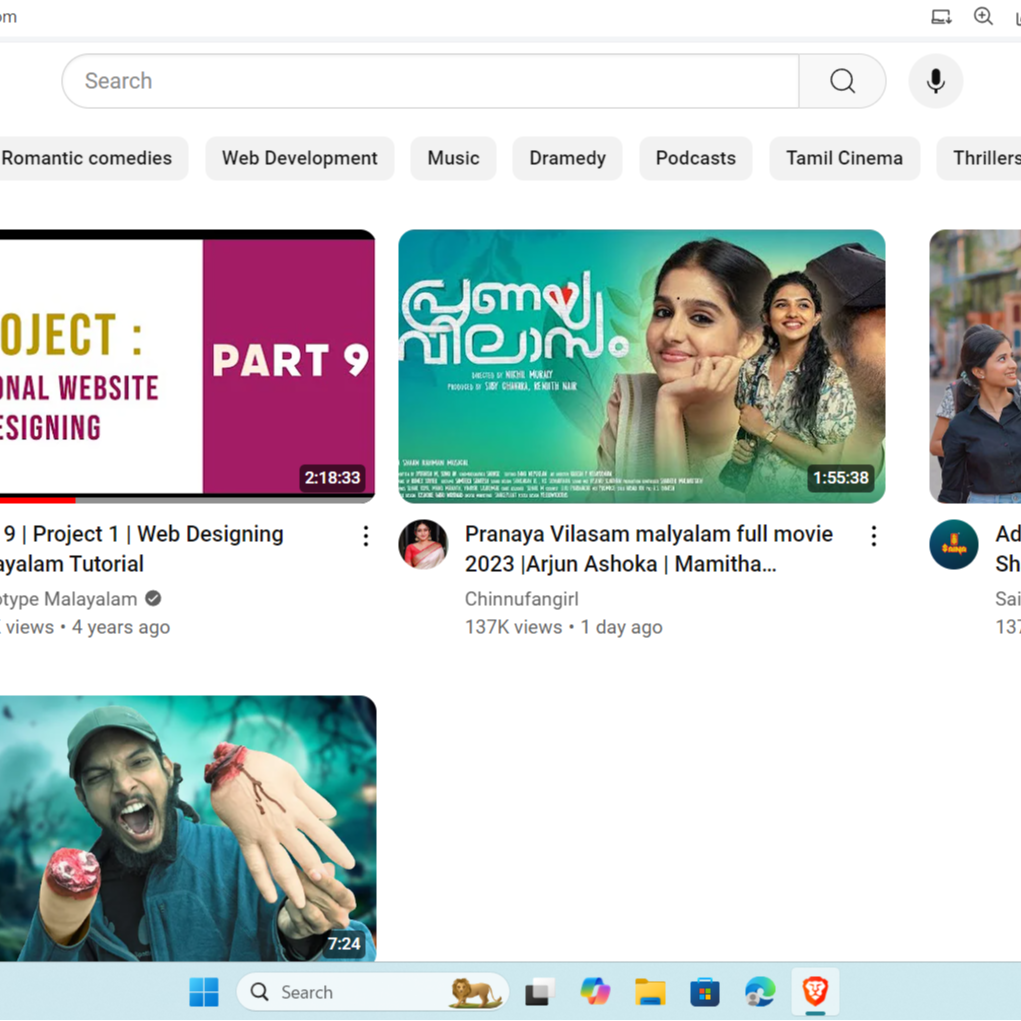 om
Search
Romantic comedies
Web Development
Music
Dramedy
Podcasts
Tamil Cinema
Thrillers
OJECT :
ONAL WEBSITE
ESIGNING
PART 9
2:18:33
പ്രണയ
വിലാസം
DIRECTED BY NIKHIL MURALY
PRODUCED BY SIBY CHAVARA, RENJITH NAIR
1:55:38
9 | Project 1 | Web Designing
ayalam Tutorial
otype Malayalam
views • 4 years ago
Pranaya Vilasam malyalam full movie
2023 |Arjun Ashoka | Mamitha...
Chinnufangirl
137K views • 1 day ago
Ad
Sh
Sai
137
7:24
Search